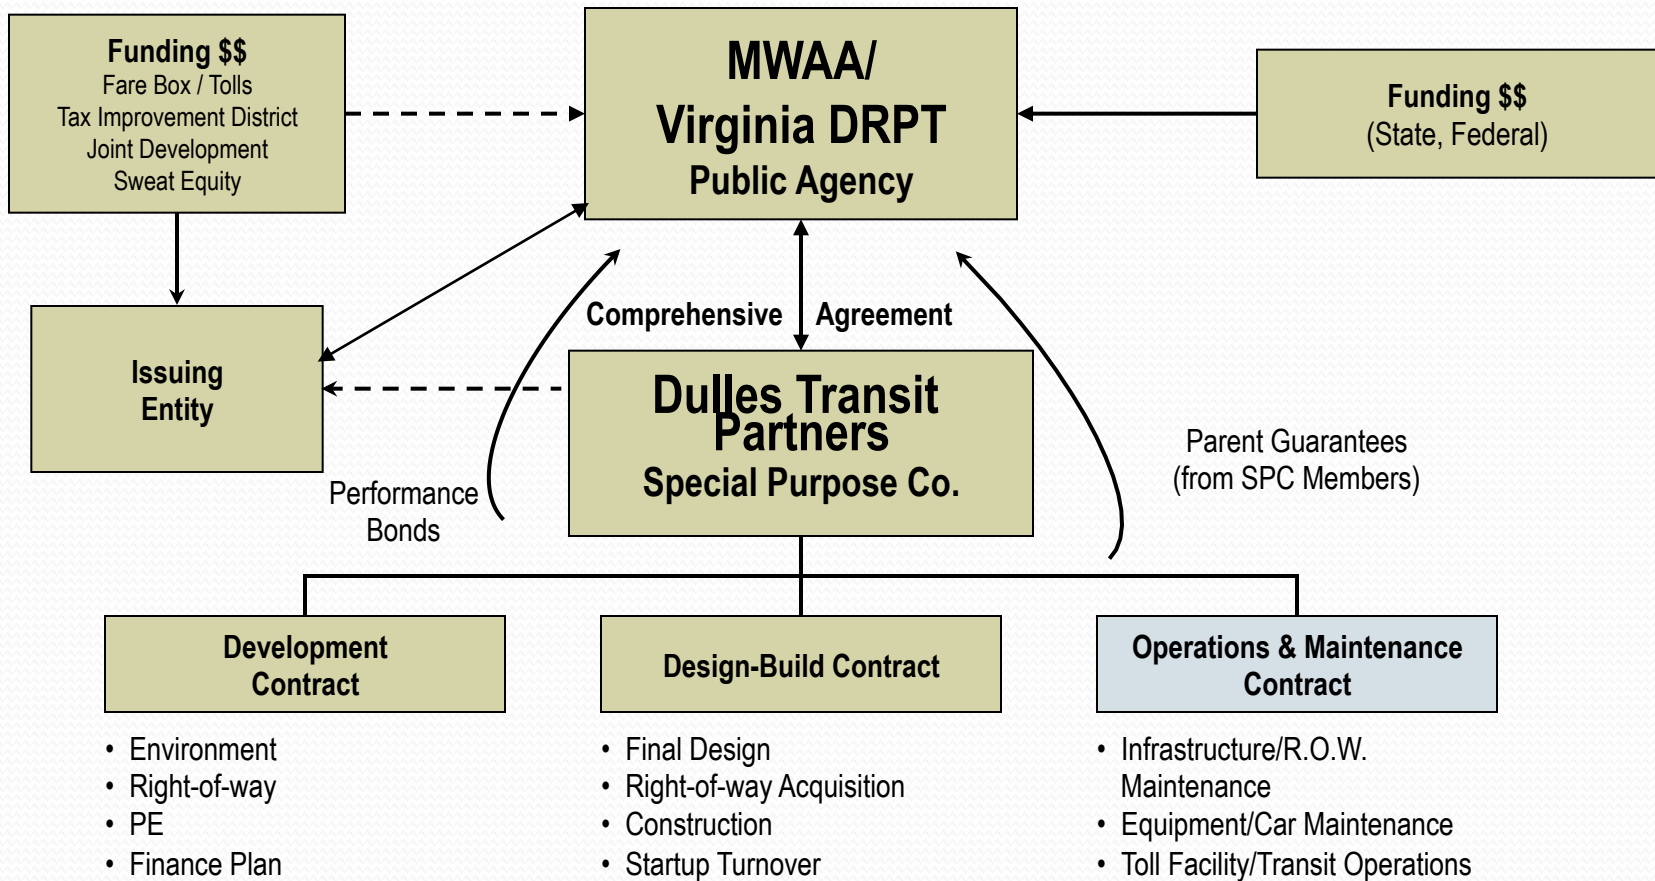 Funding $$
Fare Box / Tolls
Tax Improvement District
Joint Development
Sweat Equity
MWAA/
Virginia DRPT
Public Agency
Funding $$
(State, Federal)
Comprehensive Agreement
Issuing
Entity
Dulles Transit
Partners
Special Purpose Co.
Performance
Bonds
Parent Guarantees
(from SPC Members)
Development
Contract
Design-Build Contract
Operations & Maintenance
Contract
• Environment
• Right-of-way
• PE
• Finance Plan
• Final Design
• Right-of-way Acquisition
• Construction
• Startup Turnover
• Infrastructure/R.O.W.
Maintenance
• Equipment/Car Maintenance
• Toll Facility/Transit Operations